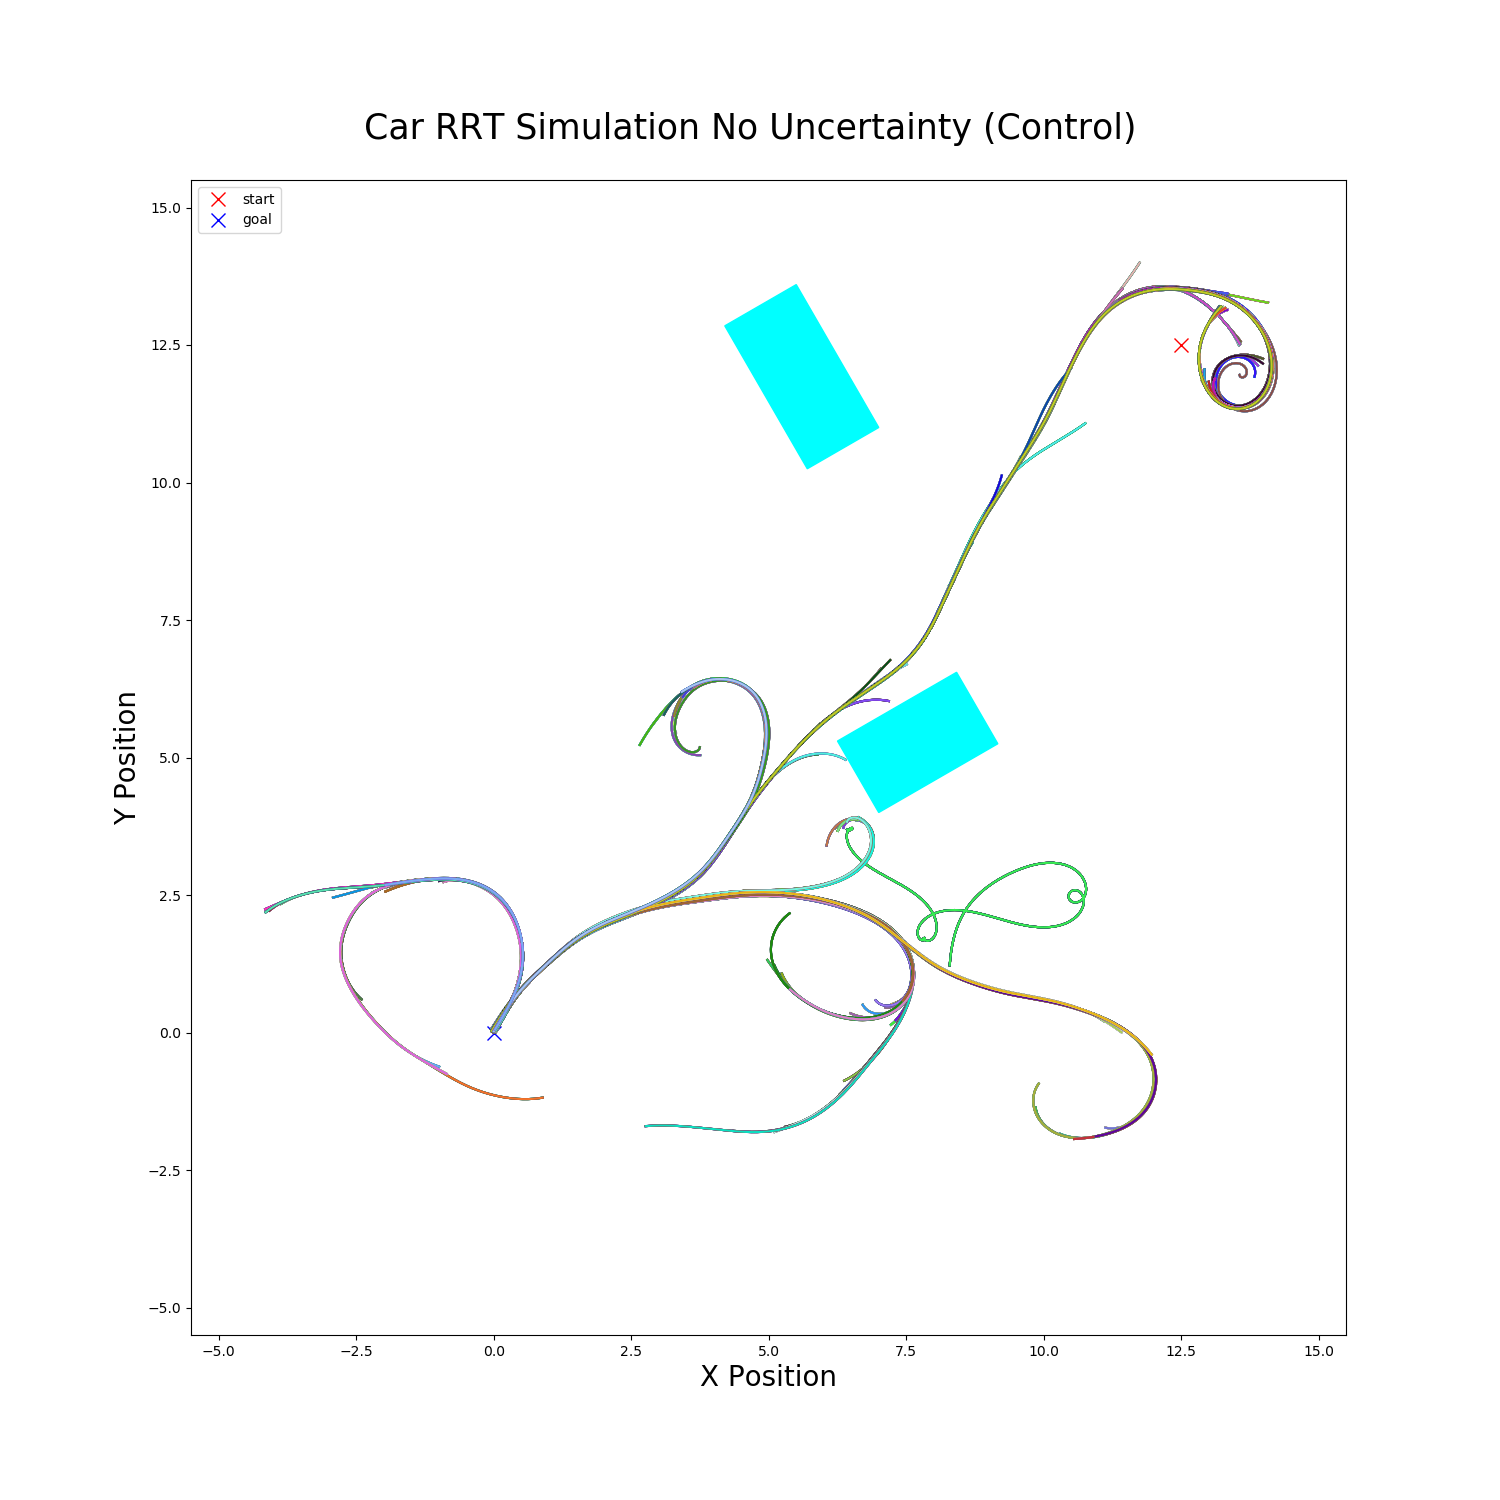 Car RRT Simulation No Uncertainty (Control)
start
goal
15.0
12.5
10.0
7.5
5.0
2.5
0.0
−2.5
−5.0
Y Position
−5.0 −2.5 0.0 2.5 5.0 7.5 10.0 12.5 15.0
X Position